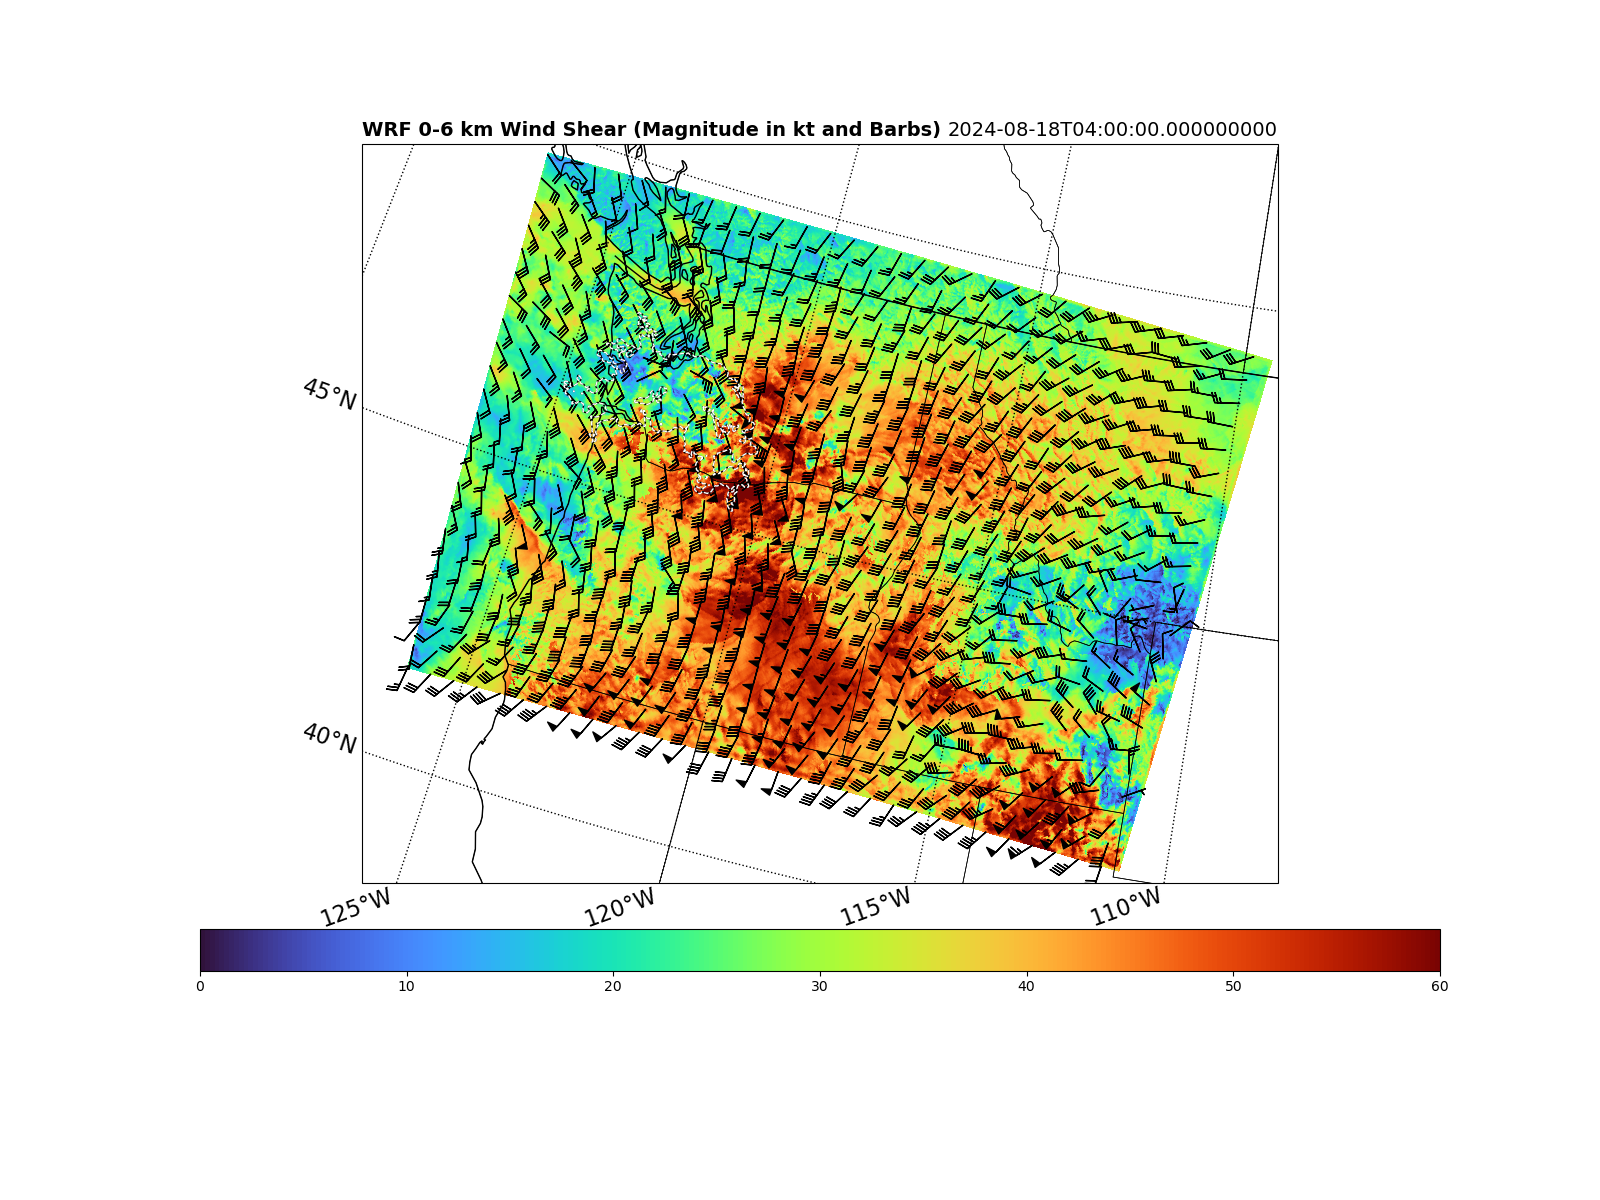 WRF 0-6 km Wind Shear (Magnitude in kt and Barbs) 2024-08-18T04:00:00.000000000
45°N
40°N
125°W 120°W 115°W 110°W
0 10 20 30 40 50 60